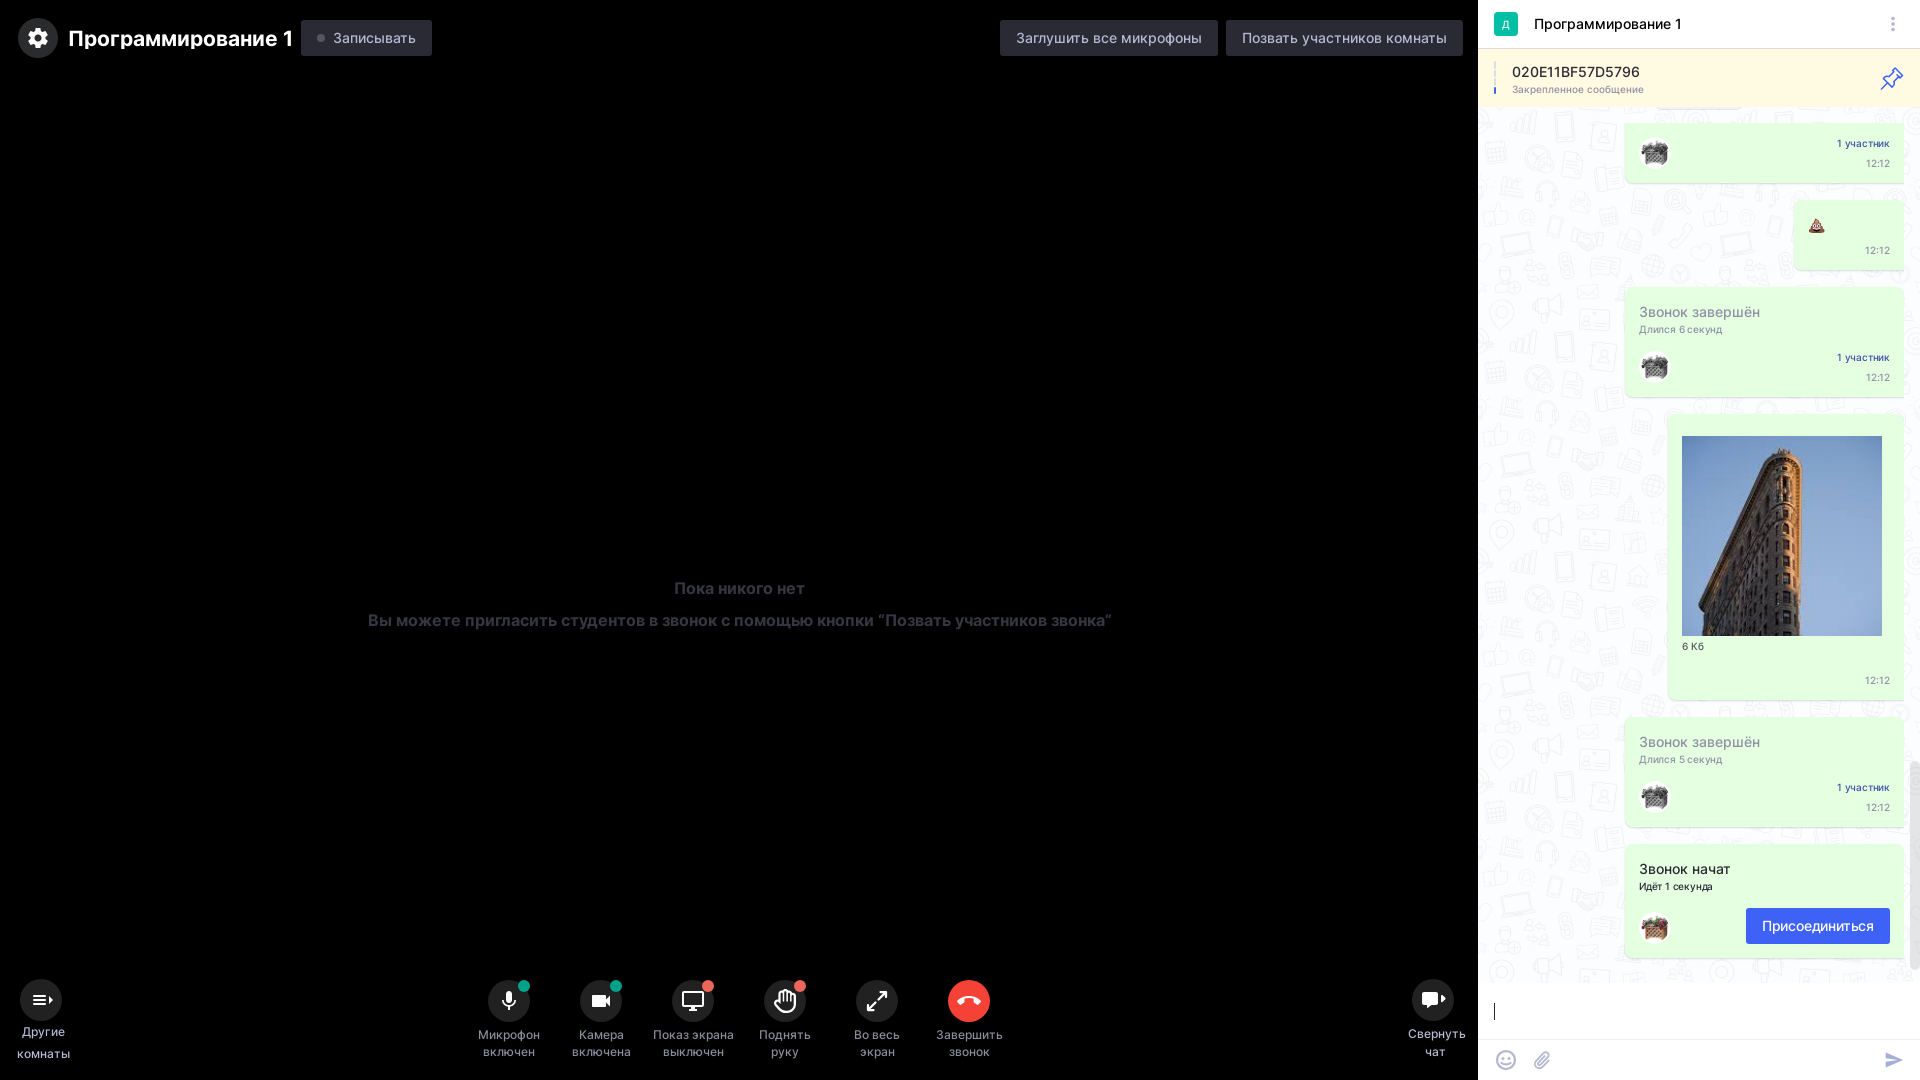 Программирование 1
Записывать
Заглушить все микрофоны
Позвать участников комнаты
Пока никого нет
Вы можете пригласить студентов в звонок с помощью кнопки “Позвать участников звонка”
Другие
комнаты
Микрофон
включен
Камера
включена
Показ экрана
выключен
Поднять
руку
Во весь
экран
Завершить
звонок
Свернуть
чат
Д
Программирование 1
020E11BF57D5796
Закрепленное сообщение
1 участник
12:12
12:12
Звонок завершён
Длился 6 секунд
1 участник
12:12
6 Кб
12:12
Звонок завершён
Длился 5 секунд
1 участник
12:12
Звонок начат
Идёт 1 секунда
Присоединиться